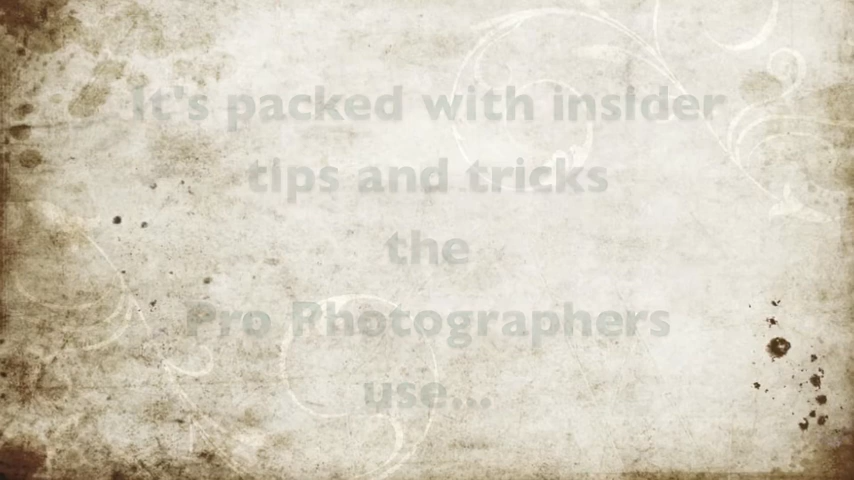 It's packed with insider
tips and tricks
the
Pro Photographers
use...